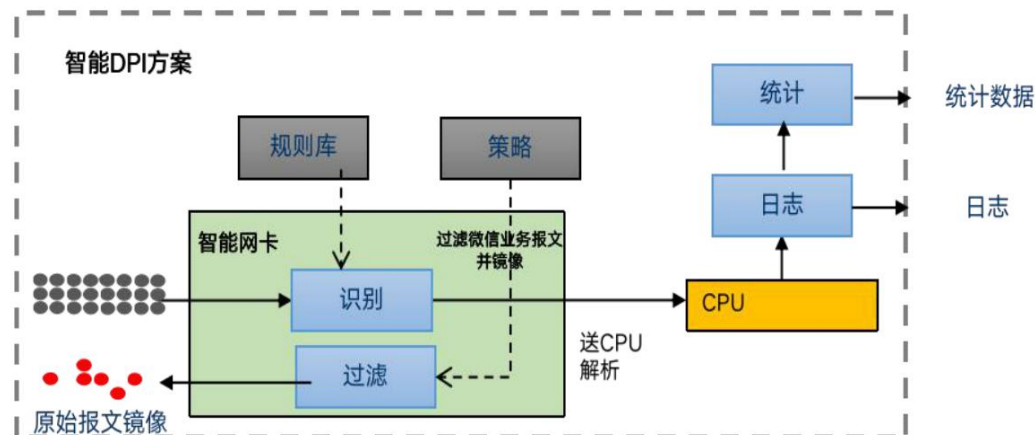 智能DPI方案
统计
统计数据
规则库
策略
日志
日志
智能网卡
过滤微信业务报文
并镜像
识别
CPU
送CPU
解析
过滤
原始报文镜像